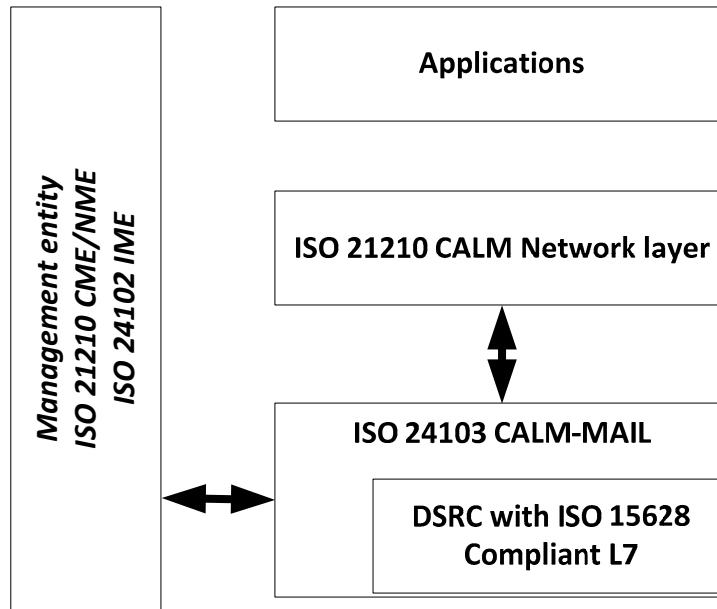 Management entity
ISO 21210 CME/NME
ISO 24102 IME
Applications
ISO 21210 CALM Network layer
ISO 24103 CALM-MAIL
DSRC with ISO 15628
Compliant L7